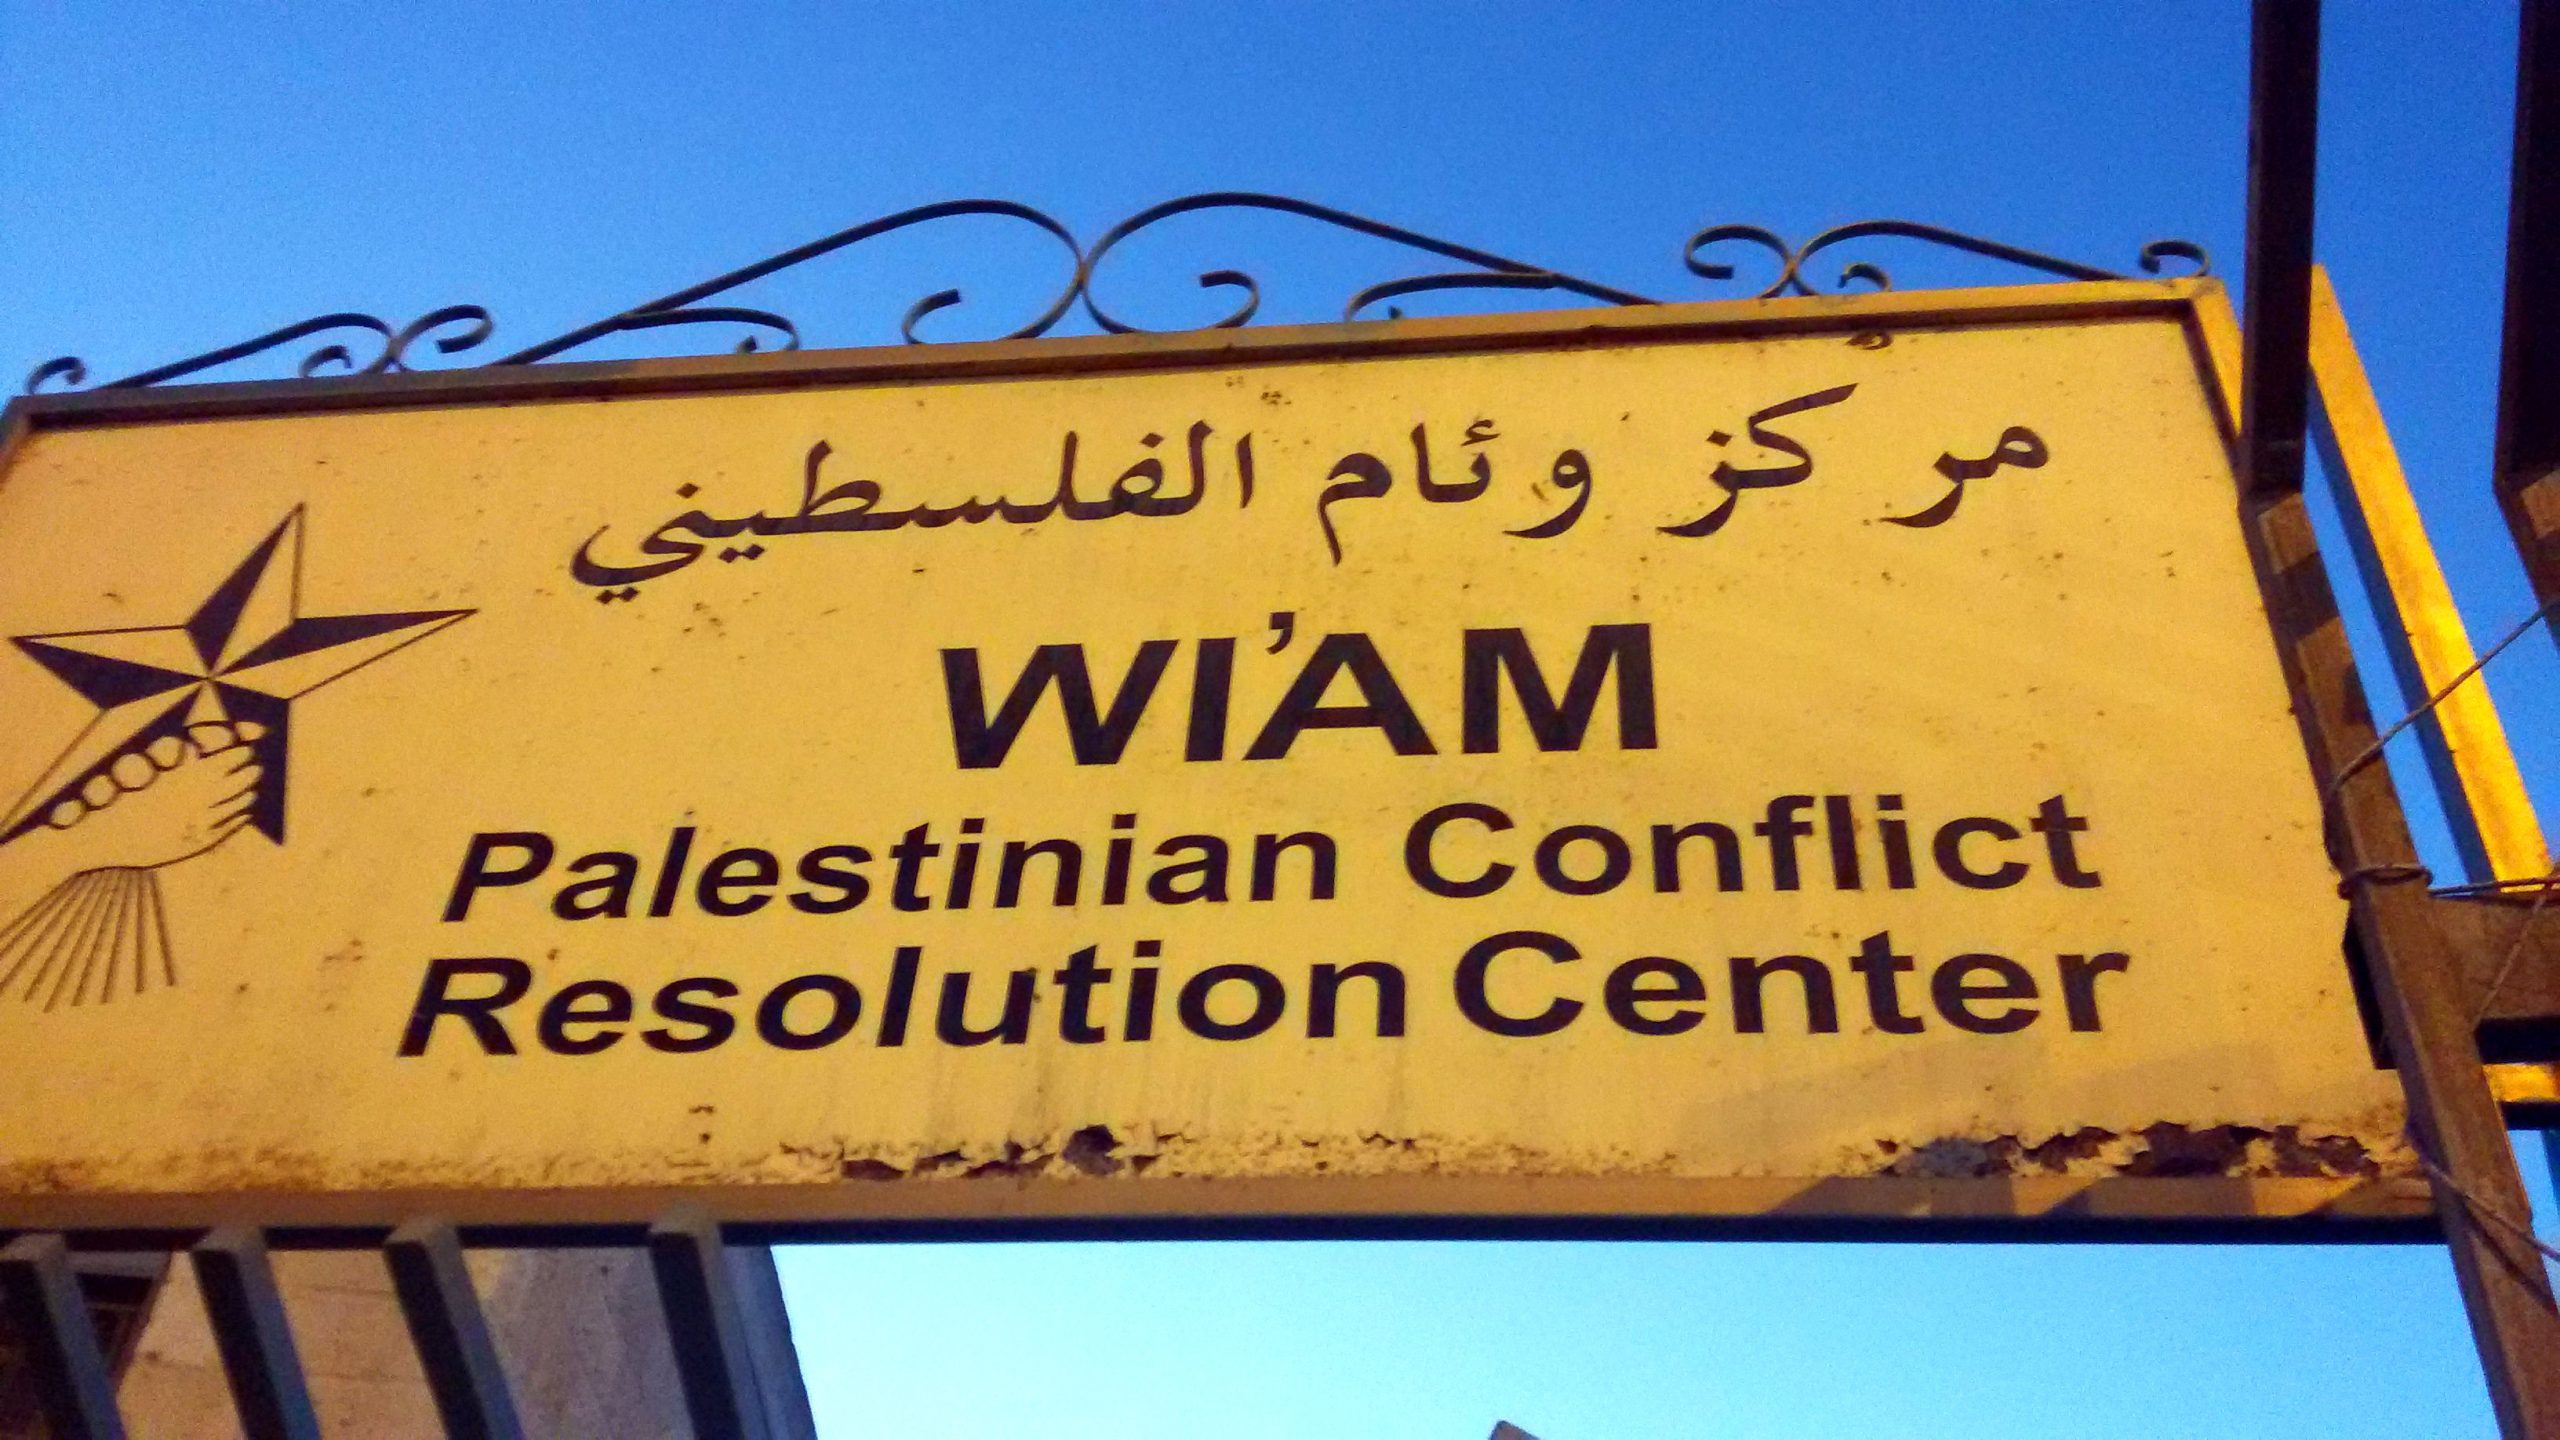 مركز وئام الفلسطيني
WI'AM
Palestinian Conflict
Resolution Center